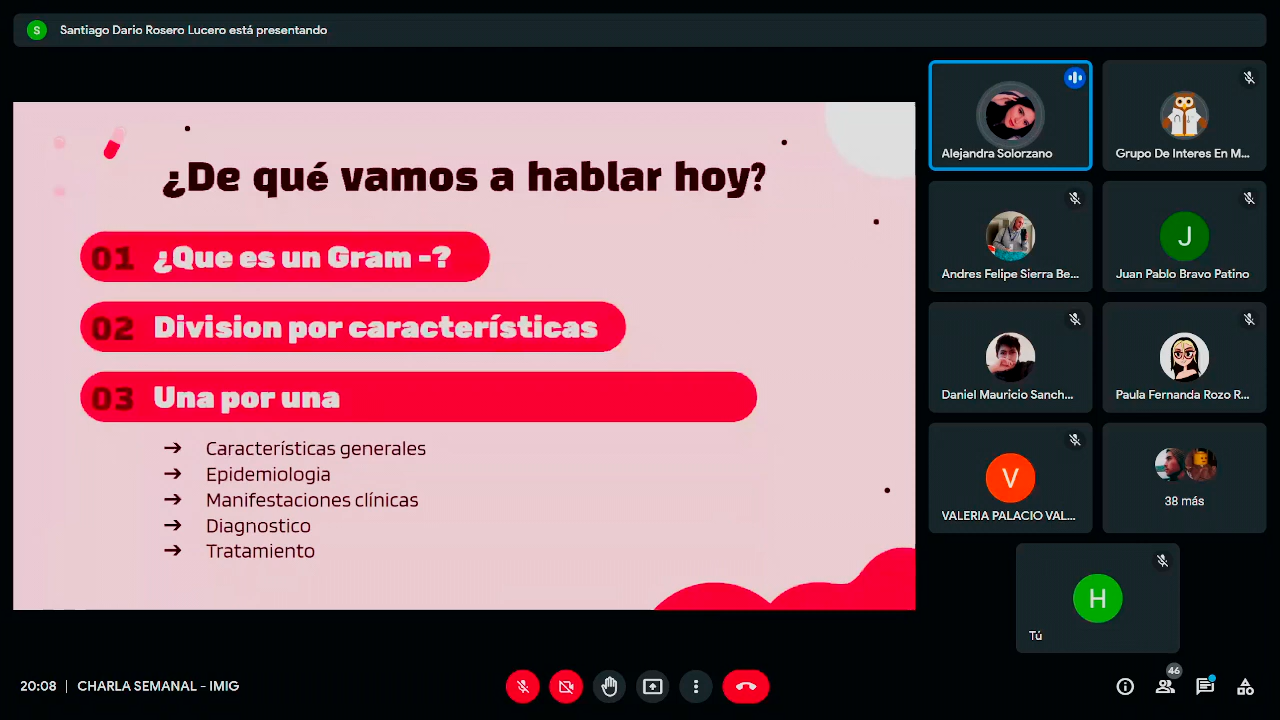 S
Santiago Dario Rosero Lucero está presentando
¿De qué vamos a hablar hoy?
01 ¿Que es un Gram -?
02 Division por características
03 Una por una
➔ Características generales
➔ Epidemiologia
➔ Manifestaciones clínicas
➔ Diagnostico
➔ Tratamiento
Alejandra Solorzano
Grupo De Interes En M...
Andres Felipe Sierra Be...
J
Juan Pablo Bravo Patino
Daniel Mauricio Sanch...
Paula Fernanda Rozo R...
V
VALERIA PALACIO VAL...
38 más
H
Tú
20:08 | CHARLA SEMANAL - IMIG
46